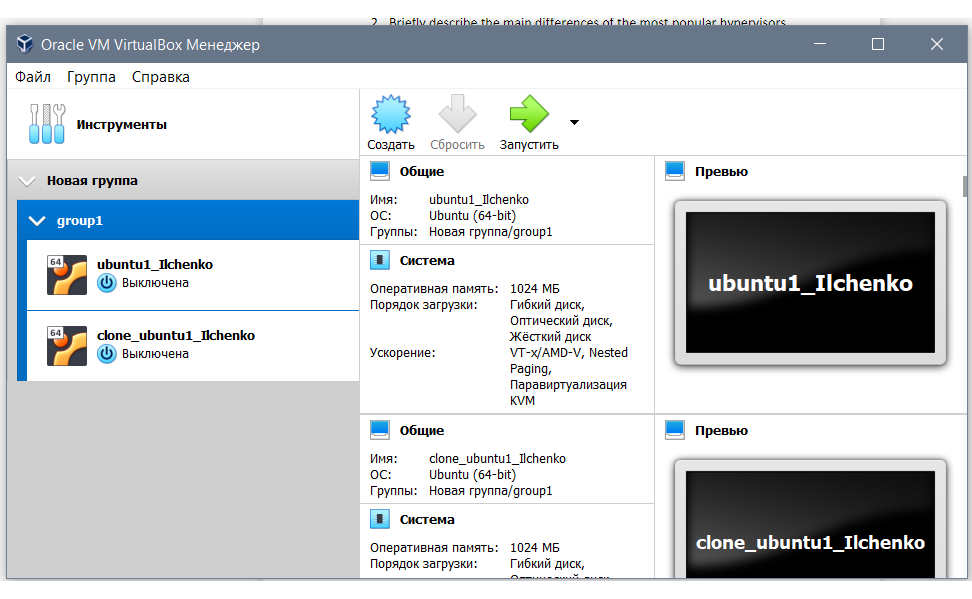 2. Briefly describe the main differences of the most popular hypervisors
Oracle VM VirtualBox Менеджер
Файл Группа Справка
Инструменты
Создать Сбросить Запустить
Новая группа
group1
64
ubuntu1_Ilchenko
Выключена
64
clone_ubuntu1_Ilchenko
Выключена
Общие
Имя: ubuntu1_Ilchenko
ОС: Ubuntu (64-bit)
Группы: Новая группа/group1
Система
Оперативная память: 1024 МБ
Порядок загрузки: Гибкий диск,
Оптический диск,
Жёсткий диск
Ускорение: VT-x/AMD-V, Nested
Paging,
Паравиртуализация
KVM
Превью
ubuntu1_Ilchenko
Общие
Имя: clone_ubuntu1_Ilchenko
ОС: Ubuntu (64-bit)
Группы: Новая группа/group1
Система
Оперативная память: 1024 МБ
Порядок загрузки: Гибкий диск,
Оптический диск,
Превью
clone_ubuntu1_Ilchenko